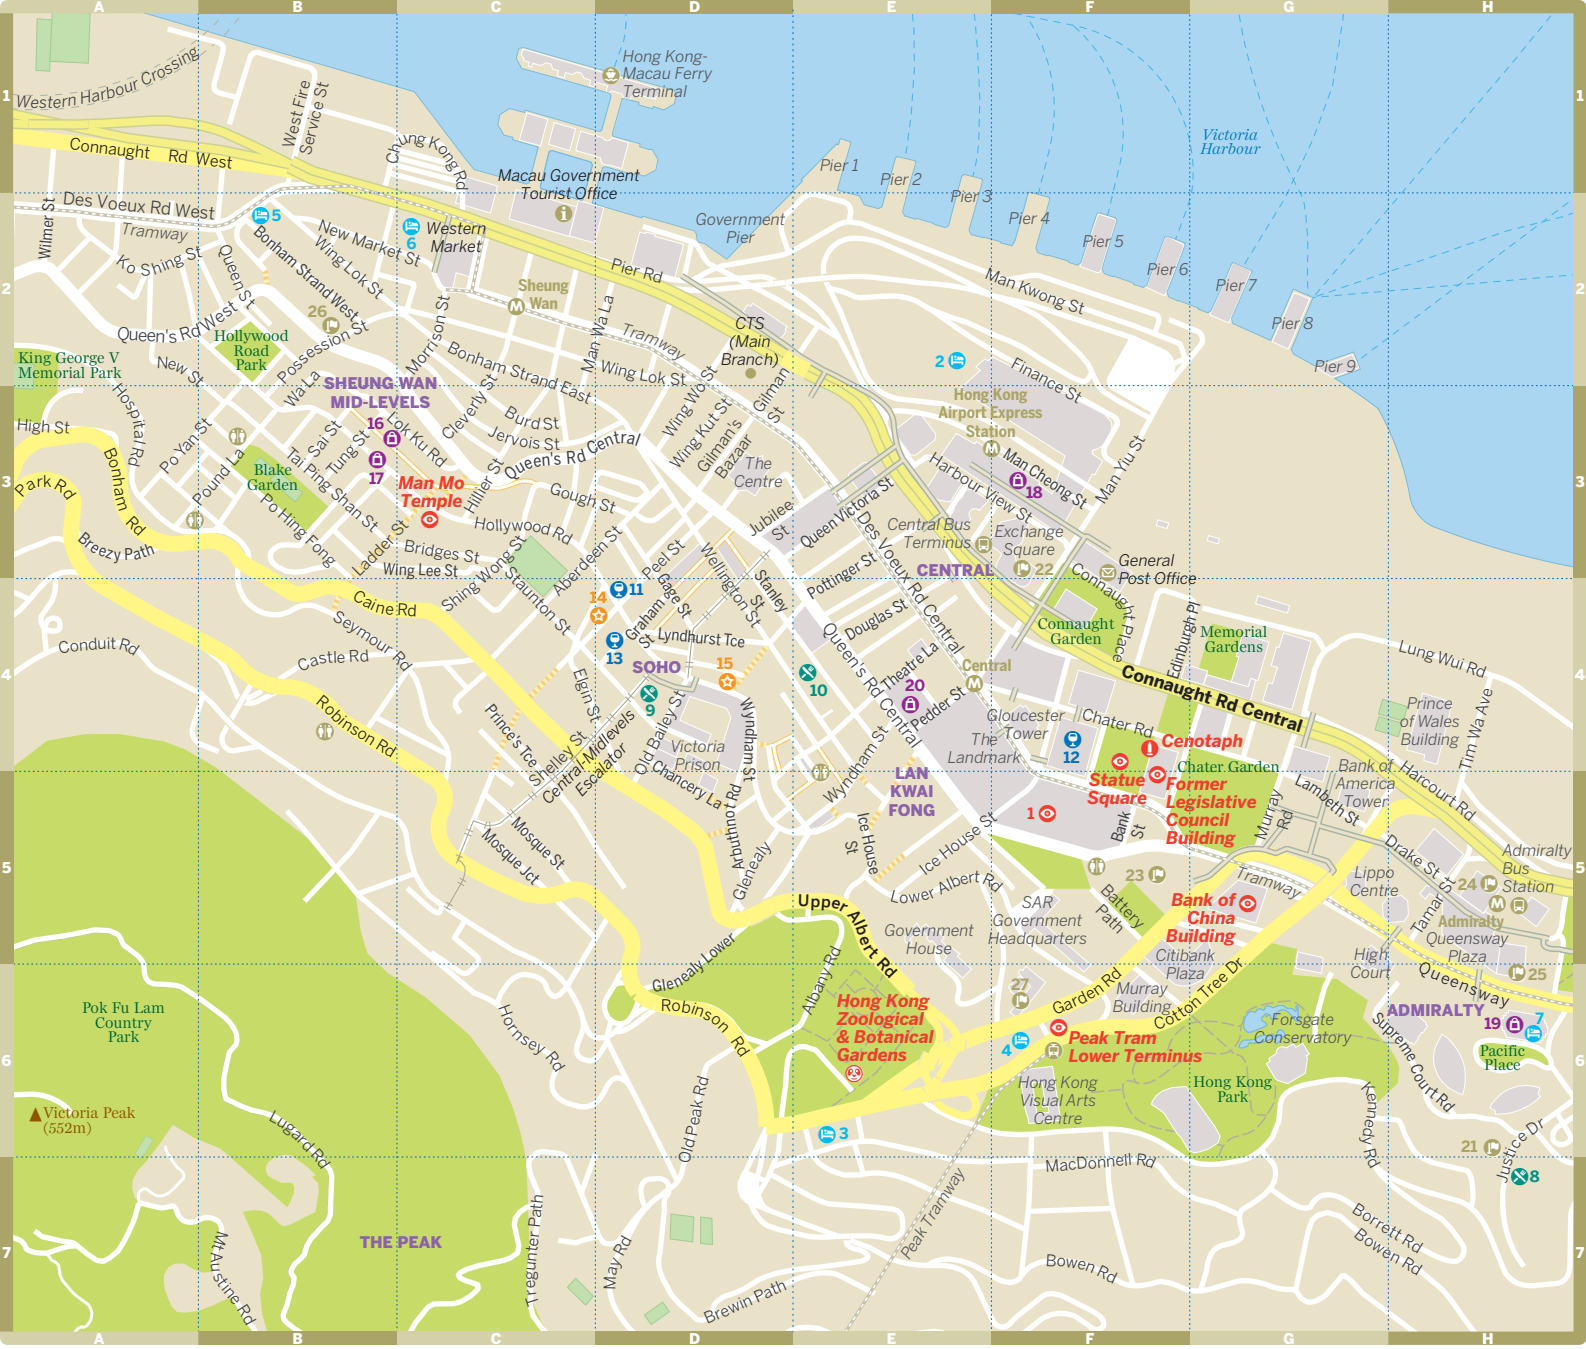 A B C D E F G H
1
Western Harbour Crossing
West Fire
Service St
Chung Kong Rd
Connaught Rd West
Hong Kong-
Macau Ferry
Terminal
Macau Government
Tourist Office
Government
Pier
Pier 1
Pier 2
Pier 3
Pier 4
Pier 5
Pier 6
Pier 7
Pier 8
Pier 9
Victoria
Harbour
1
2
Wilmer St
Des Voeux Rd West
Tramway
Ko Shing St
Queen St
5
Bonham Strand West
New Market St
Wing Lok St
6
Western
Market
Sheung
Wan
Pier Rd
Man Wa La
Tramway
Morrison St
Queen's Rd West
26
Possession St
Hollywood
Road
Park
King George V
Memorial Park
New St
Wa La
SHEUNG WAN
MID-LEVELS
Bonham Strand East
Wing Lok St
CTS
(Main
Branch)
Wing Wo St
Gilman
St
2
Man Kwong St
Finance St
Hong Kong
Airport Express
Station
2
3
High St
Hospital Rd
Po Yan St
Pound La
Bonham Rd
Park Rd
Breezy Path
Blake
Garden
Tai Ping Shan St
Sai St
Tung St
Po Hing Fong
16
17
Lok Ku Rd
Cleverly St
Burd St
Jervois St
Queen's Rd Central
Hillier St
Man Mo
Temple
Ladder St
Gough St
Hollywood Rd
Bridges St
Wing Lee St
Shing Wong St
Staunton St
Aberdeen St
Wing Kut St
Gilman's
Bazaar
The
Centre
Jubilee
St
Queen Victoria St
Des Voeux Rd Central
Harbour View St
Man Cheong St
18
Man Yiu St
Central Bus
Terminus
Exchange
Square
22
CENTRAL
General
Post Office
3
4
Conduit Rd
Castle Rd
Seymour Rd
Caine Rd
Robinson Rd
14
11
13
Peel St
Gage St
Graham
St
Wellington St
Stanley
St
Lyndhurst Tce
SOHO
15
9
Elgin St
Prince's Tce
Shelley St
Central-Midlevels
Escalator
Old Bailey St
Victoria
Prison
Chancery La
Wyndham St
10
Pottinger St
Douglas St
Queen's Rd Central
Theatre La
20
Pedder St
Central
Connaught
Garden
Connaught Place
Edinburgh Pl
Memorial
Gardens
Connaught Rd Central
Gloucester
Tower
The
Landmark
Chater Rd
12
Cenotaph
Statue
Square
Chater Garden
Former
Legislative
Council
Building
Lung Wui Rd
Prince
of Wales
Building
Tim Wa Ave
Bank of
America
Tower
Harcourt Rd
4
5
Mosque St
Mosque Jct
Arbuthnot Rd
Glenealy
Wyndham St
LAN
KWAI
FONG
Ice House
St
Ice House St
Lower Albert Rd
1
Bank
St
Murray
Rd
Lambeth St
Drake St
23
Battery
Path
Tramway
Lippo
Centre
Tamar St
Admiralty
Bus
Station
24
Admiralty
Upper Albert Rd
Government
House
SAR
Government
Headquarters
Bank of
China
Building
Citibank
Plaza
High
Court
Queensway
Plaza
Queensway
25
5
6
Pok Fu Lam
Country
Park
Victoria Peak
(552m)
Lugard Rd
Hornsey Rd
Glenealy Lower
Robinson Rd
Old Peak Rd
Albany Rd
Hong Kong
Zoological
& Botanical
Gardens
3
27
4
Garden Rd
Murray
Building
Cotton Tree Dr
Peak Tram
Lower Terminus
Hong Kong
Visual Arts
Centre
Forsgate
Conservatory
Hong Kong
Park
ADMIRALTY
19
7
Pacific
Place
Supreme Court Rd
Kennedy Rd
Justice Dr
21
8
6
7
Mt Austine Rd
THE PEAK
Tregunter Path
May Rd
Brewin Path
Peak Tramway
MacDonnell Rd
Bowen Rd
Borrett Rd
Bowen Rd
7
A B C D E F G H